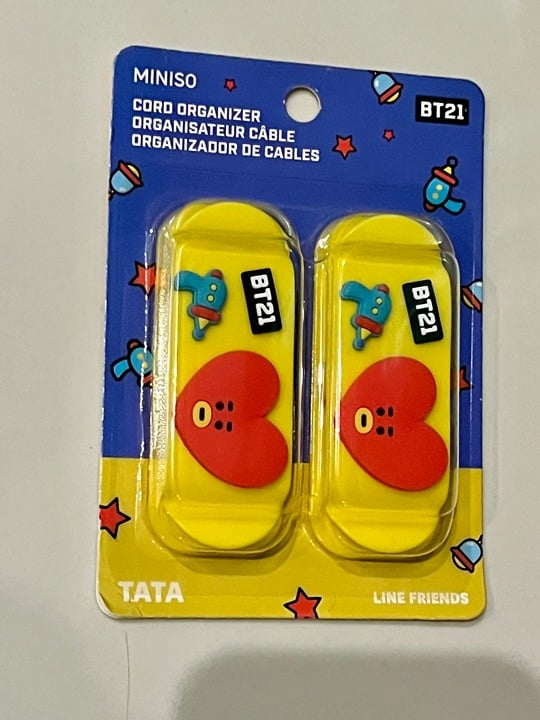 MINISO
BT21
CORD ORGANIZER
ORGANISATEUR CÂBLE
ORGANIZADOR DE CABLES
BT21
BT21
TATA
LINE FRIENDS